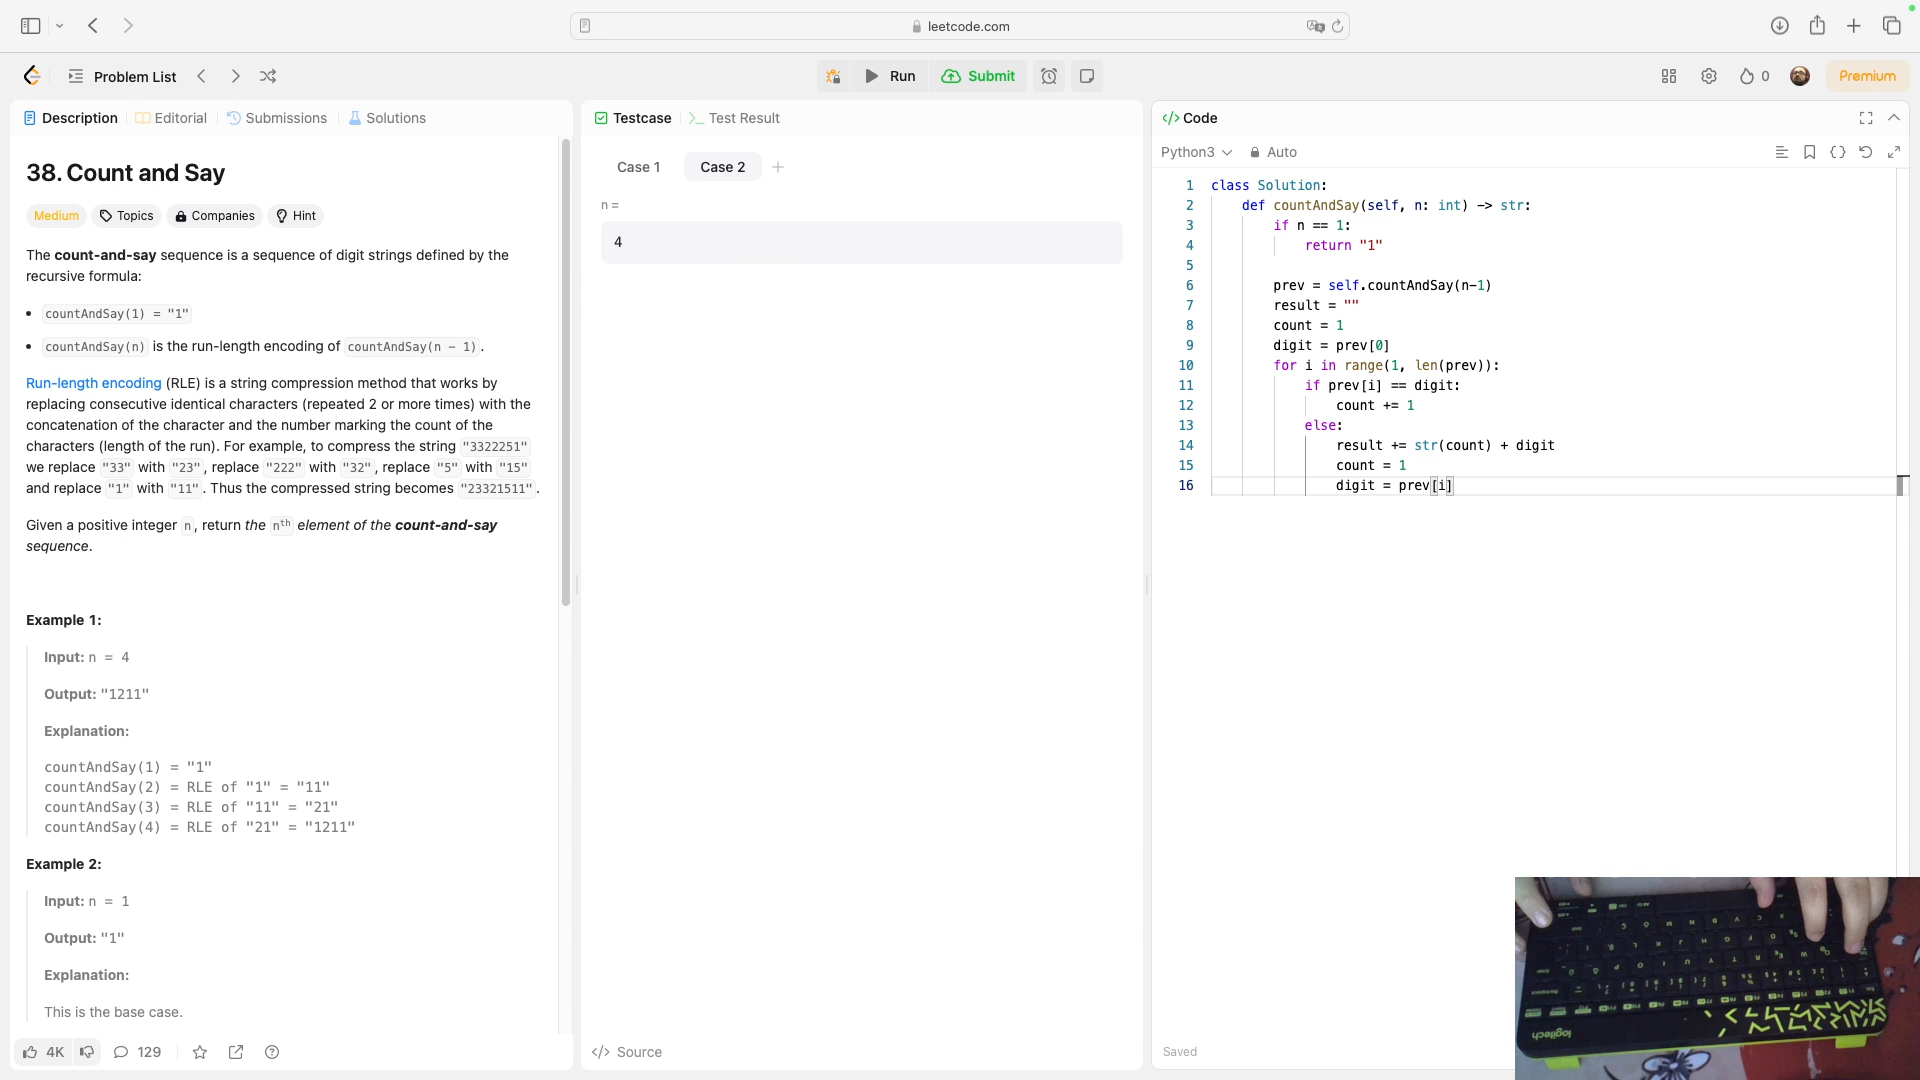 leetcode.com
Problem List
Run
Submit
0
Premium
Description
Editorial
Submissions
Solutions
38. Count and Say
Medium
Topics
Companies
Hint
The count-and-say sequence is a sequence of digit strings defined by the
recursive formula:
• countAndSay(1) = "1"
• countAndSay(n) is the run-length encoding of countAndSay(n - 1).
Run-length encoding (RLE) is a string compression method that works by
replacing consecutive identical characters (repeated 2 or more times) with the
concatenation of the character and the number marking the count of the
characters (length of the run). For example, to compress the string "3322251"
we replace "33" with "23", replace "222" with "32", replace "5" with "15"
and replace "1" with "11". Thus the compressed string becomes "23321511".
Given a positive integer n, return the nth element of the count-and-say
sequence.
Example 1:
Input: n = 4
Output: "1211"
Explanation:
countAndSay(1) = "1"
countAndSay(2) = RLE of "1" = "11"
countAndSay(3) = RLE of "11" = "21"
countAndSay(4) = RLE of "21" = "1211"
Example 2:
Input: n = 1
Output: "1"
Explanation:
This is the base case.
4K
129
Testcase
Test Result
Case 1
Case 2
n =
4
Source
Code
Python3
Auto
1 class Solution:
2 def countAndSay(self, n: int) -> str:
3 if n == 1:
4 return "1"
5
6 prev = self.countAndSay(n-1)
7 result = ""
8 count = 1
9 digit = prev[0]
10 for i in range(1, len(prev)):
11 if prev[i] == digit:
12 count += 1
13 else:
14 result += str(count) + digit
15 count = 1
16 digit = prev[i]
Saved
logitech